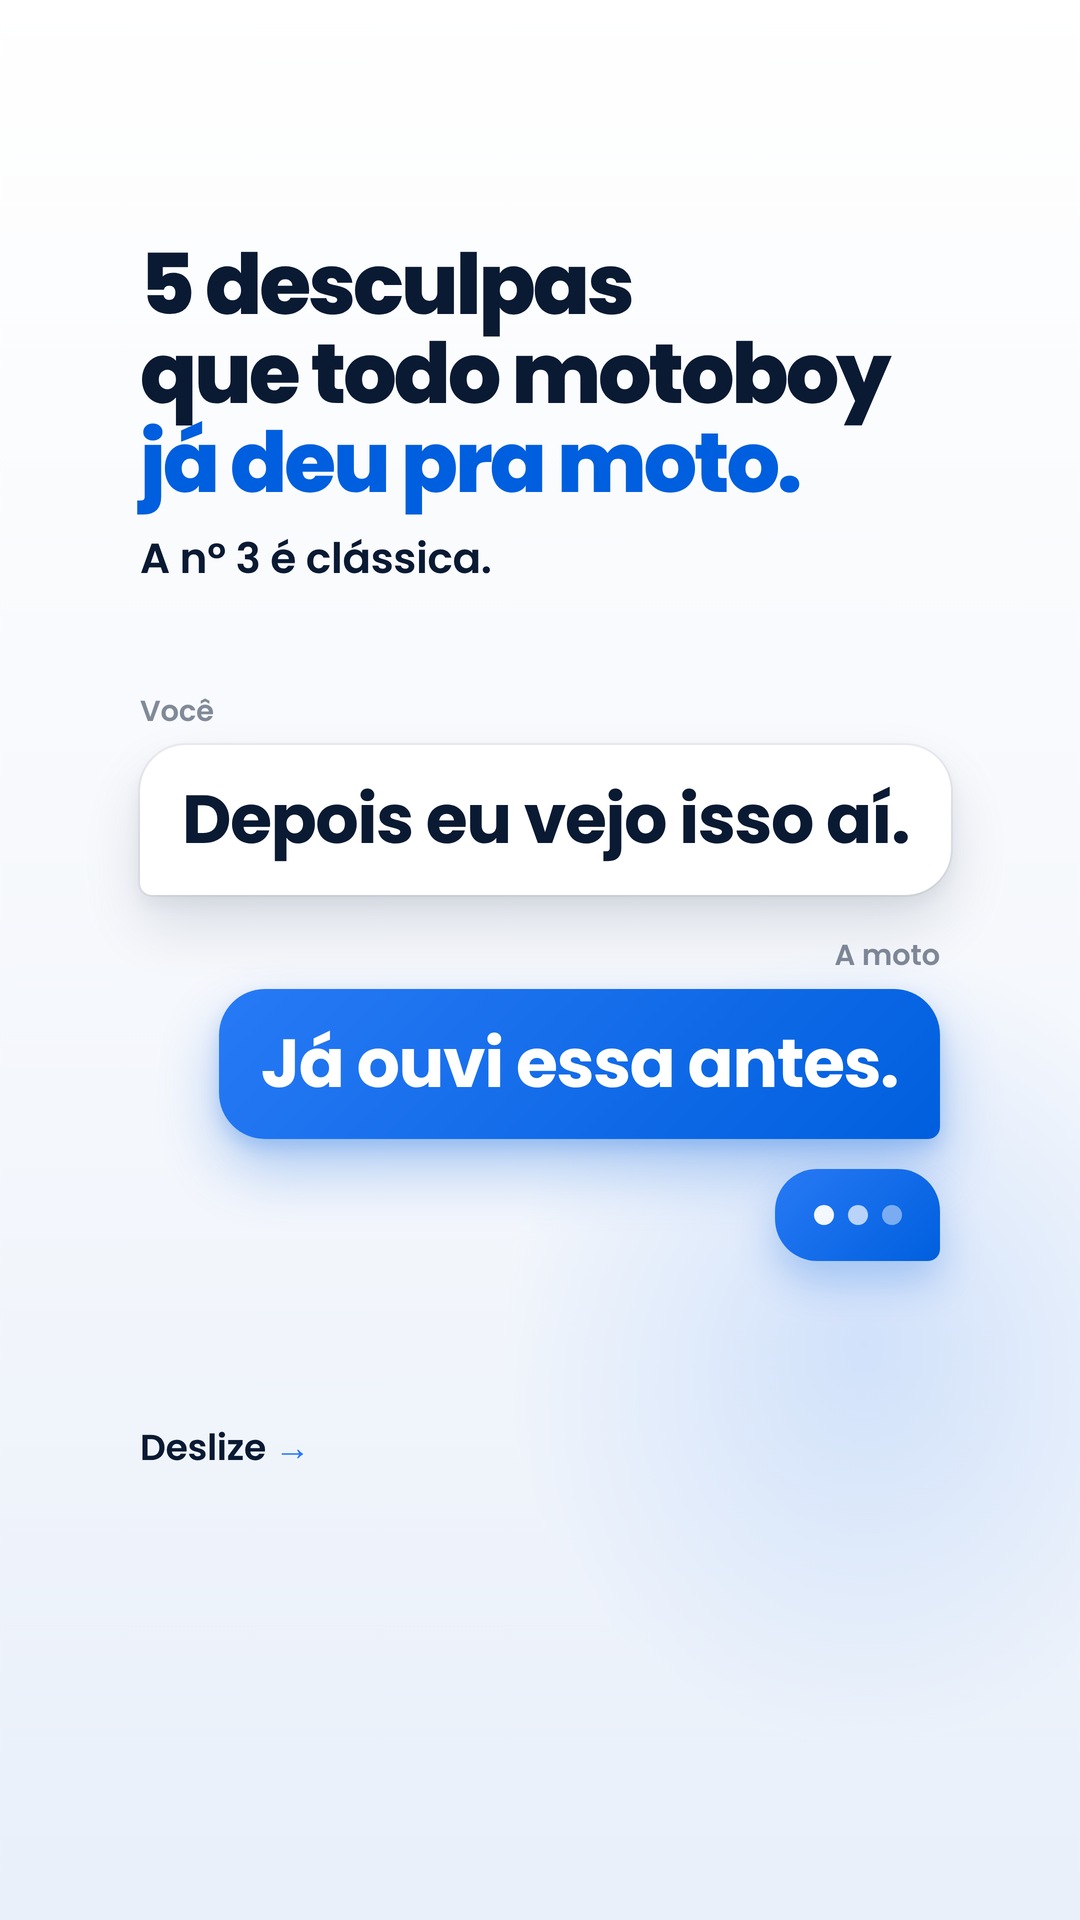 5 desculpas
que todo motoboy
já deu pra moto.
A nº 3 é clássica.
Você
Depois eu vejo isso aí.
A moto
Já ouvi essa antes.
Deslize →